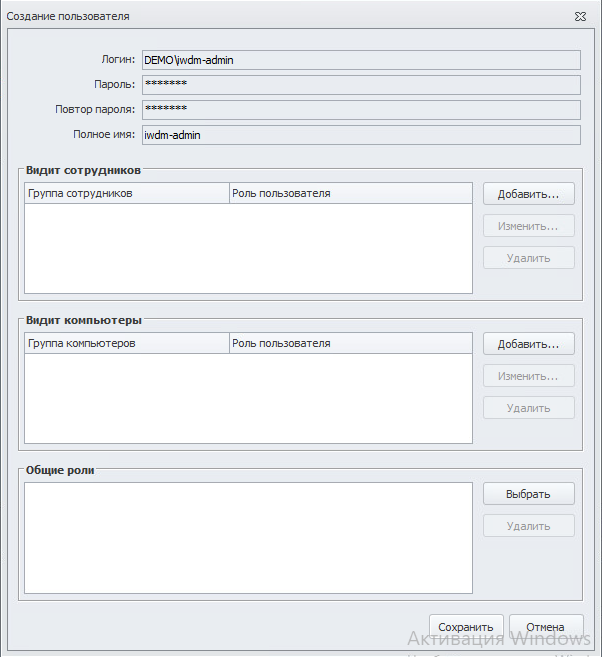 Создание пользователя
Логин: DEMO\iwdm-admin
Пароль: *******
Повтор пароля: *******
Полное имя: iwdm-admin
Видит сотрудников
Группа сотрудников Роль пользователя
Добавить...
Изменить...
Удалить
Видит компьютеры
Группа компьютеров Роль пользователя
Добавить...
Изменить...
Удалить
Общие роли
Выбрать
Удалить
Сохранить Отмена
Активация Windows